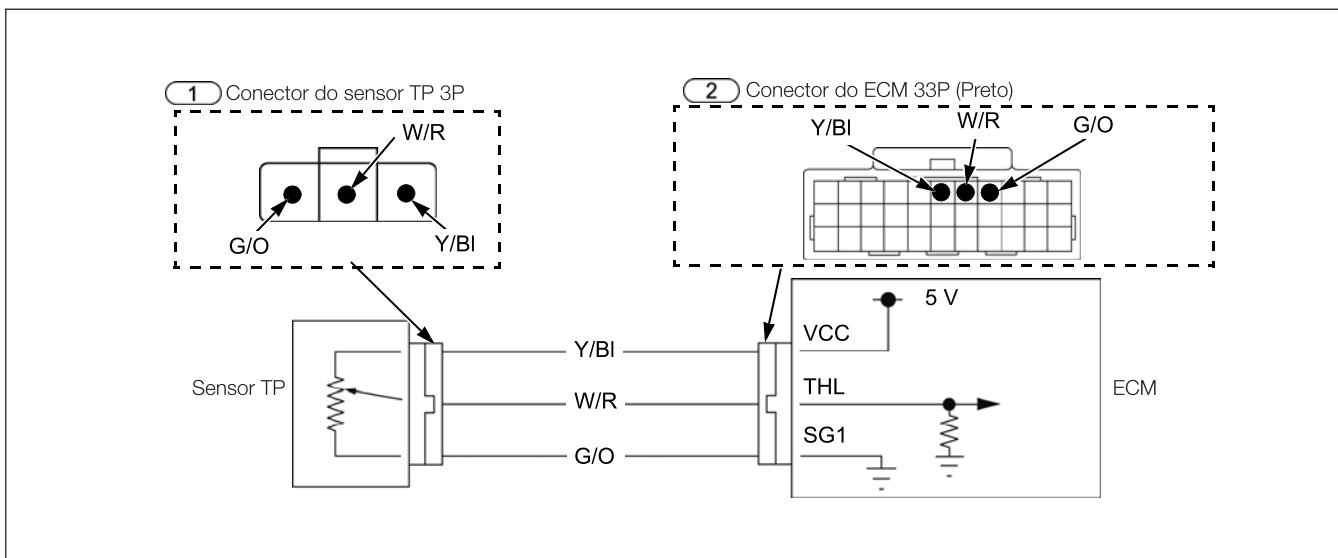 1 Conector do sensor TP 3P
W/R
G/O
Y/Bl
2 Conector do ECM 33P (Preto)
Y/Bl
W/R
G/O
Sensor TP
Y/Bl
W/R
G/O
5 V
VCC
THL
SG1
ECM